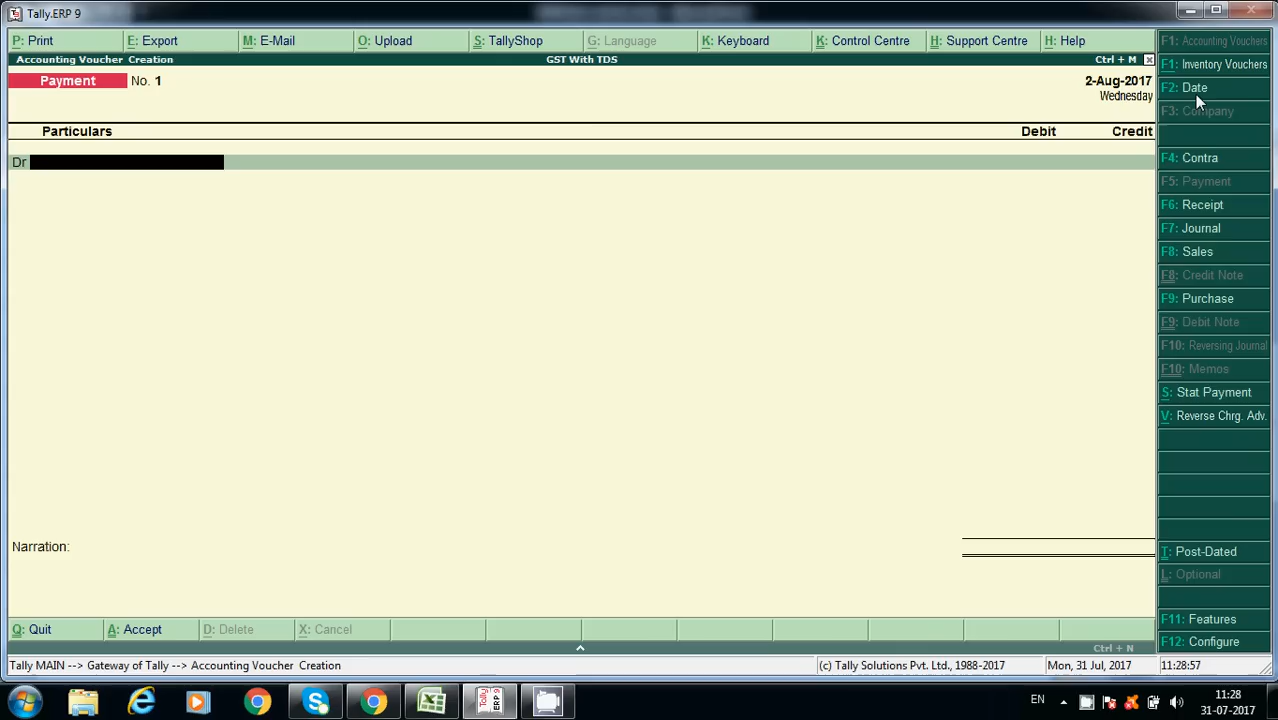 Tally.ERP 9
P: Print E: Export M: E-Mail O: Upload S: TallyShop G: Language K: Keyboard K: Control Centre H: Support Centre H: Help
Accounting Voucher Creation GST With TDS Ctrl + M
Payment No. 1 2-Aug-2017
Wednesday
Particulars Debit Credit
Dr
Narration:
F1: Accounting Vouchers
F1: Inventory Vouchers
F2: Date
F3: Company
F4: Contra
F5: Payment
F6: Receipt
F7: Journal
F8: Sales
F8: Credit Note
F9: Purchase
F9: Debit Note
F10: Reversing Journal
F10: Memos
S: Stat Payment
V: Reverse Chrg. Adv.
T: Post-Dated
L: Optional
F11: Features
F12: Configure
Q: Quit A: Accept D: Delete X: Cancel
Ctrl + N
Tally MAIN --> Gateway of Tally --> Accounting Voucher Creation (c) Tally Solutions Pvt. Ltd., 1988-2017 Mon, 31 Jul, 2017 11:28:57
EN 11:28
31-07-2017